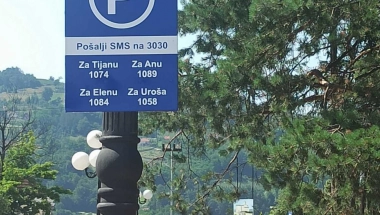 P
Pošalji SMS na 3030
Za Tijanu
1074
Za Anu
1089
Za Elenu
1084
Za Uroša
1058